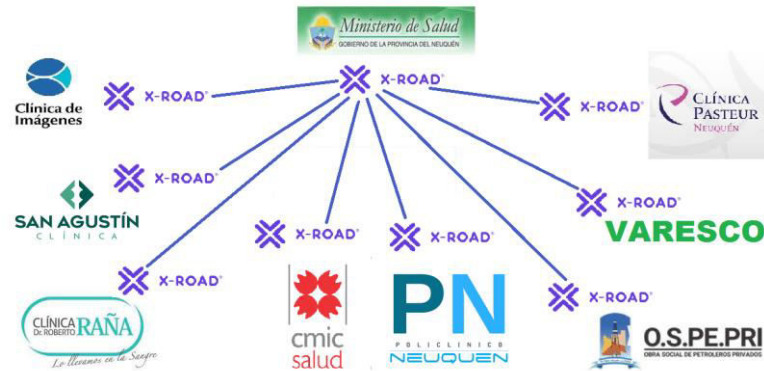 Ministerio de Salud
GOBIERNO DE LA PROVINCIA DEL NEUQUÉN
X-ROAD®
Clínica de
Imágenes
X-ROAD®
X-ROAD®
CLÍNICA
PASTEUR
NEUQUÉN
X-ROAD®
SAN AGUSTÍN
CLÍNICA
X-ROAD®
VARESCO
X-ROAD®
X-ROAD®
X-ROAD®
CLÍNICA
Dr. ROBERTO
RAÑA
Lo llevamos en la Sangre
cmic
salud
PN
POLICLINICO
NEUQUEN
X-ROAD®
O.S.PE.PRI
OBRA SOCIAL DE PETROLEROS PRIVADOS